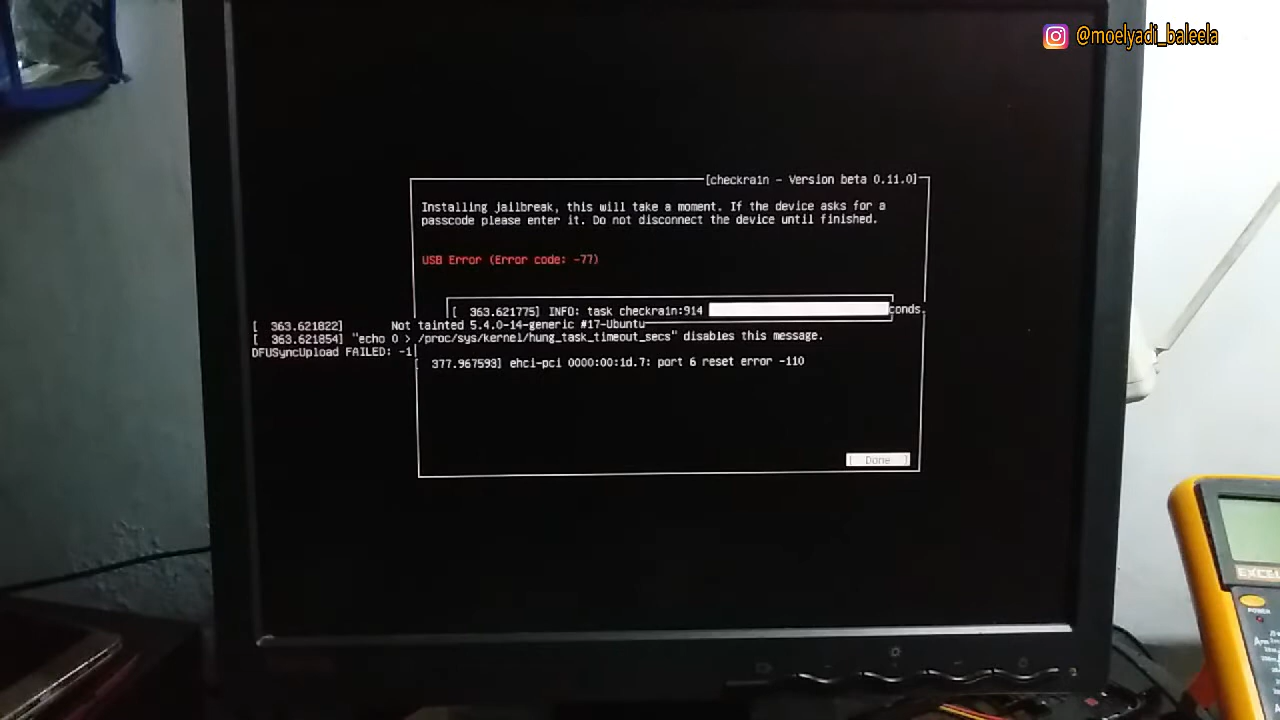 @moelyadi_baleela
[checkra1n - Version beta 0.11.0]
Installing jailbreak, this will take a moment. If the device asks for a
passcode please enter it. Do not disconnect the device until finished.
USB Error (Error code: -77)
[  363.621775] INFO: task checkra1n:914 conds.
[  363.621822]       Not tainted 5.4.0-14-generic #17-Ubuntu
[  363.621854] "echo 0 > /proc/sys/kernel/hung_task_timeout_secs" disables this message.
DFUSyncUpload FAILED: -1
[  377.967593] ehci-pci 0000:00:1d.7: port 6 reset error -110
[ Done ]
EXCEL
POWER